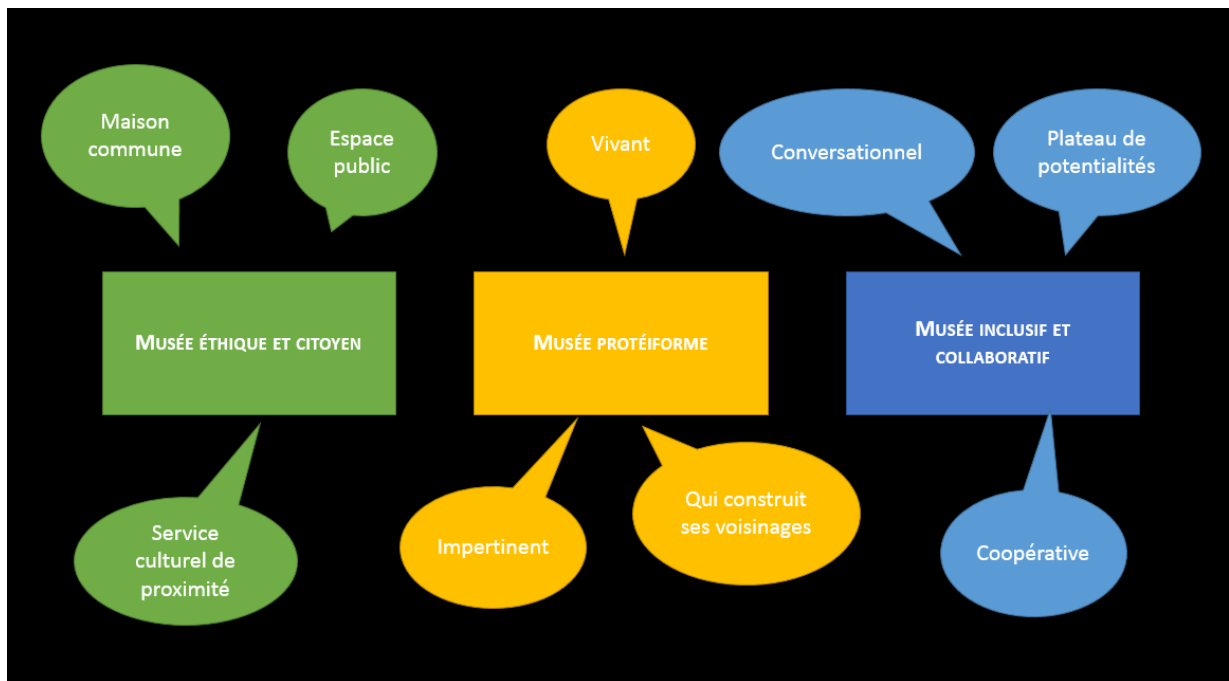 Maison
commune
Espace
public
Vivant
Conversationnel
Plateau de
potentialités
Musée éthique et citoyen
Musée protéiforme
Musée inclusif et
collaboratif
Service
culturel de
proximité
Impertinent
Qui construit
ses voisinages
Coopérative